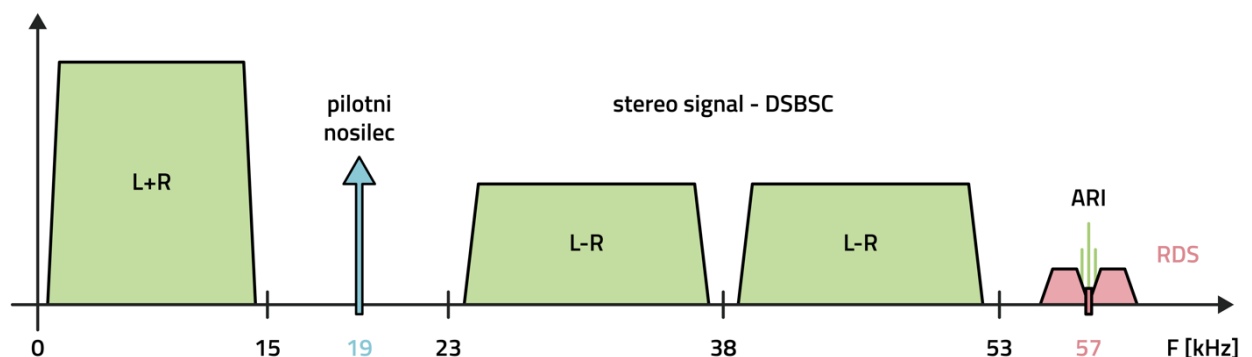 pilotni
nosilec
stereo signal - DSBSC
L+R
ARI
L-R
L-R
RDS
0
15
19
23
38
53
57
F [kHz]